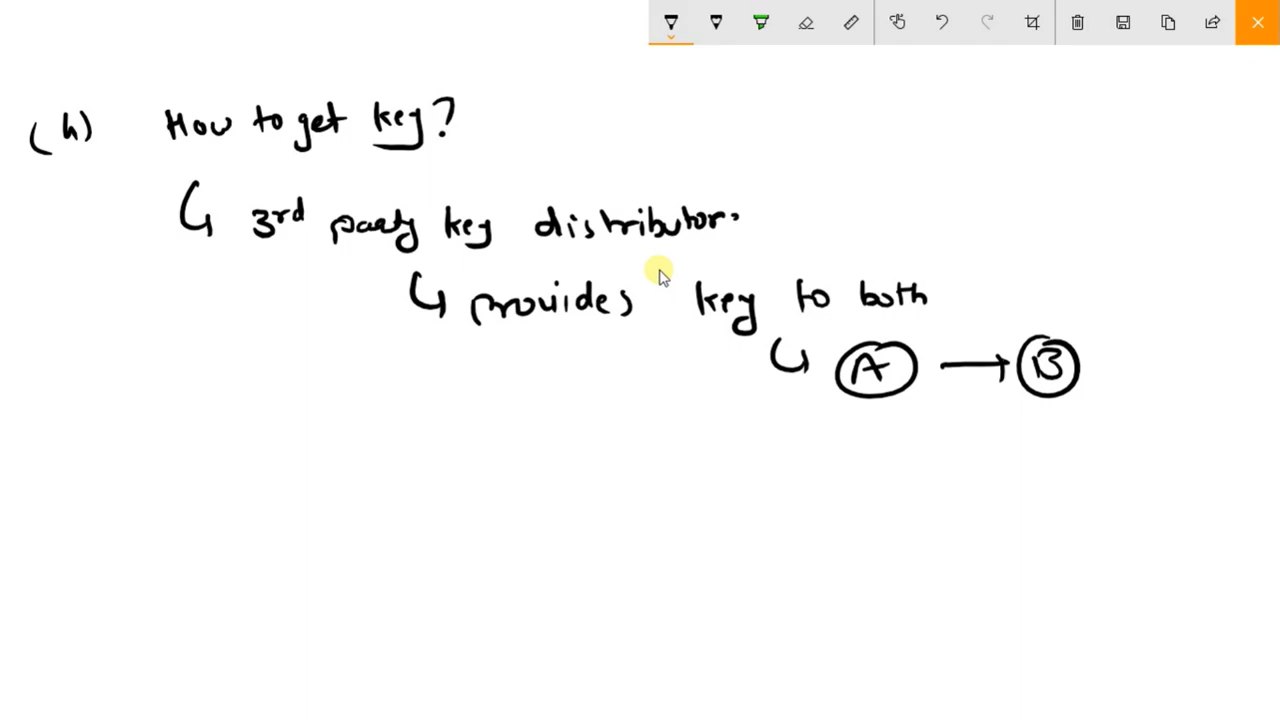 (h) How to get key?
↳ 3rd party key distributor.
↳ provides key to both
↳ A → B